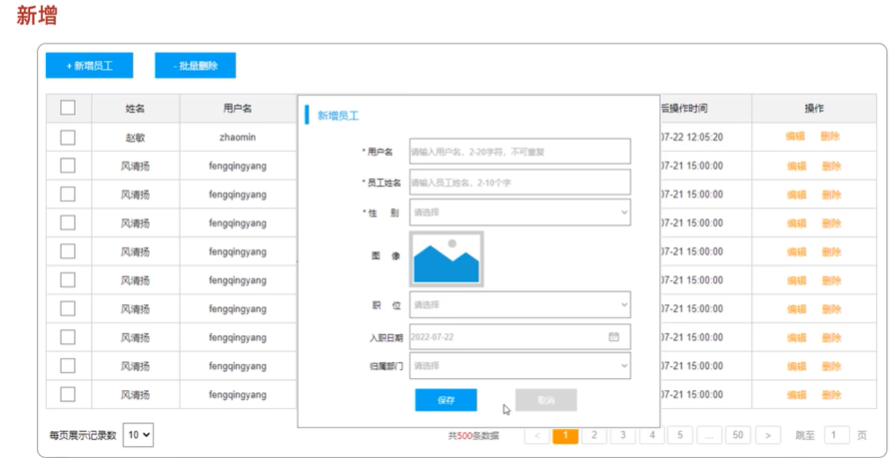 新增
+ 新增员工 - 批量删除
姓名 用户名 后操作时间 操作
新增员工
赵敏 zhaomin 07-22 12:05:20 编辑 删除
* 用户名 请输入用户名，2-20字符，不可重复
风清扬 fengqingyang 07-21 15:00:00 编辑 删除
* 员工姓名 请输入员工姓名，2-10个字
风清扬 fengqingyang 07-21 15:00:00 编辑 删除
* 性 别 请选择
风清扬 fengqingyang 07-21 15:00:00 编辑 删除
图 像
风清扬 fengqingyang 07-21 15:00:00 编辑 删除
风清扬 fengqingyang 07-21 15:00:00 编辑 删除
职 位 请选择
风清扬 fengqingyang 07-21 15:00:00 编辑 删除
入职日期 2022-07-22
风清扬 fengqingyang 07-21 15:00:00 编辑 删除
归属部门 请选择
风清扬 fengqingyang 07-21 15:00:00 编辑 删除
风清扬 fengqingyang 07-21 15:00:00 编辑 删除
保存 取消
每页展示记录数 10 共500条数据 < 1 2 3 4 5 ... 50 > 跳至 1 页